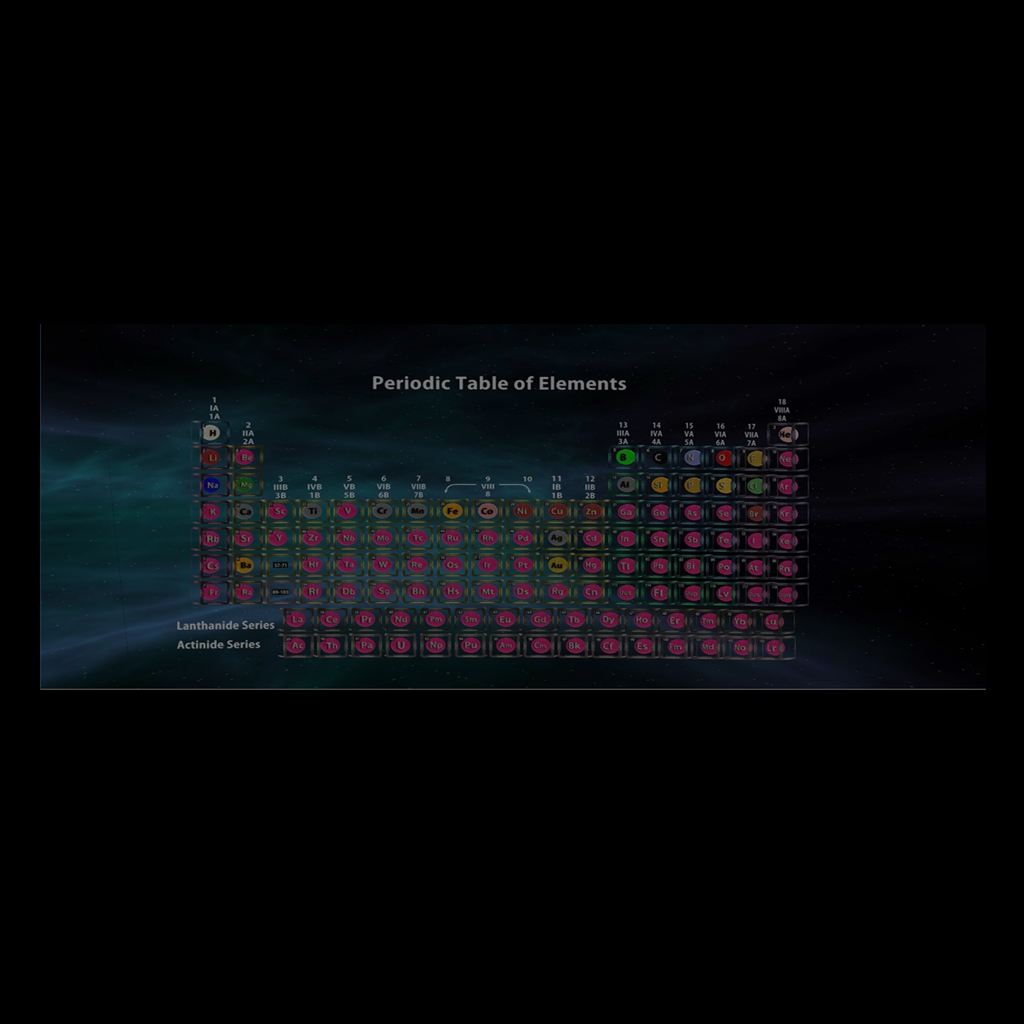 Periodic Table of Elements
1 18
IA VIIIA
1A 8A
H He
2 13 14 15 16 17
IIA IIIA IVA VA VIA VIIA
2A 3A 4A 5A 6A 7A
Li Be B C N O Ne
3 4 5 6 7 8 9 10 11 12
IIIB IVB VB VIB VIIB VIII IB IIB
3B 1B 5B 6B 7B 8 1B 2B
Na Mg Al Si P S Cl Ar
K Ca Sc Ti V Cr Mn Fe Co Ni Cu Zn Ga Ge As Se Br Kr
Rb Sr Y Zr Nb Mo Tc Ru Rh Pd Ag Cd In Sn Sb Te I
Cs Ba 57-71 Hf Ta W Re Os Ir Pt Au Hg Tl Pb Bi Po At Rn
Fr Ra 89-103 Rf Db Sg Bh Hs Mt Ds Rg Cn Fl Lv
Lanthanide Series La Ce Pr Nd Pm Sm Eu Gd Tb Dy Ho Er Tm Yb Lu
Actinide Series Ac Th Pa U Np Pu Am Cm Bk Cf Es Fm Md No Lr